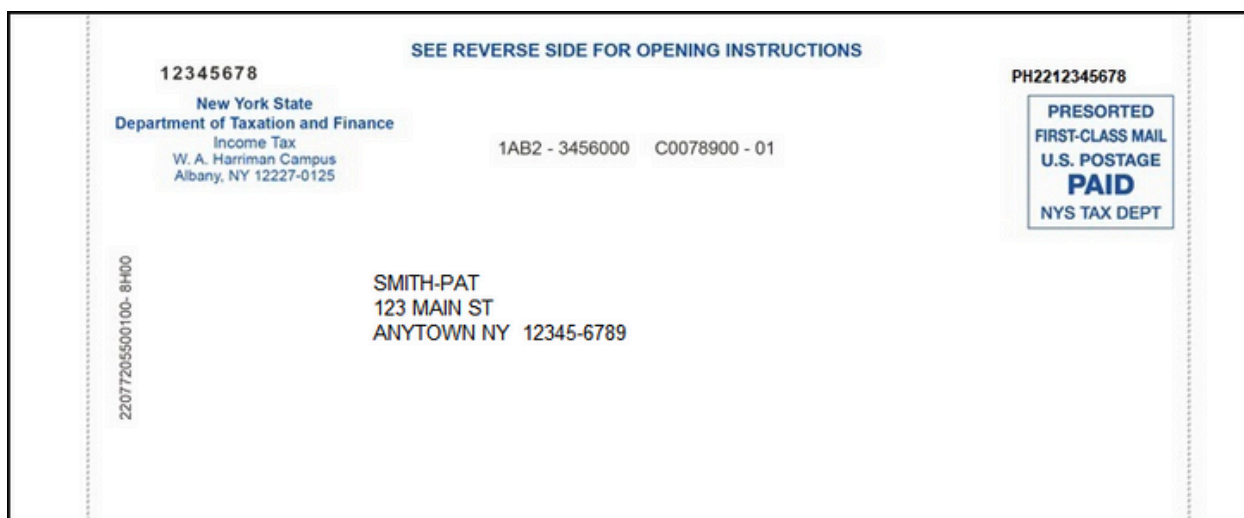 SEE REVERSE SIDE FOR OPENING INSTRUCTIONS
12345678
New York State
Department of Taxation and Finance
Income Tax
W. A. Harriman Campus
Albany, NY 12227-0125
1AB2 - 3456000 C0078900 - 01
PH2212345678
PRESORTED
FIRST-CLASS MAIL
U.S. POSTAGE
PAID
NYS TAX DEPT
22077205500100- 8H00
SMITH-PAT
123 MAIN ST
ANYTOWN NY 12345-6789